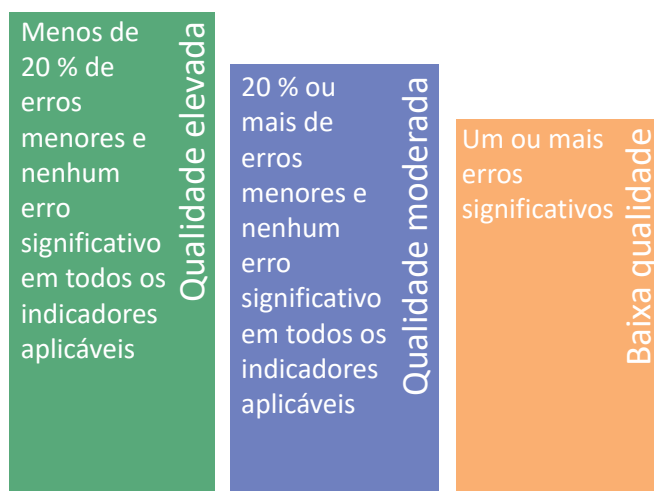 Menos de
20 % de
erros
menores e
nenhum
erro
significativo
em todos os
indicadores
aplicáveis
Qualidade elevada
20 % ou
mais de
erros
menores e
nenhum
erro
significativo
em todos os
indicadores
aplicáveis
Qualidade moderada
Um ou mais
erros
significativos
Baixa qualidade